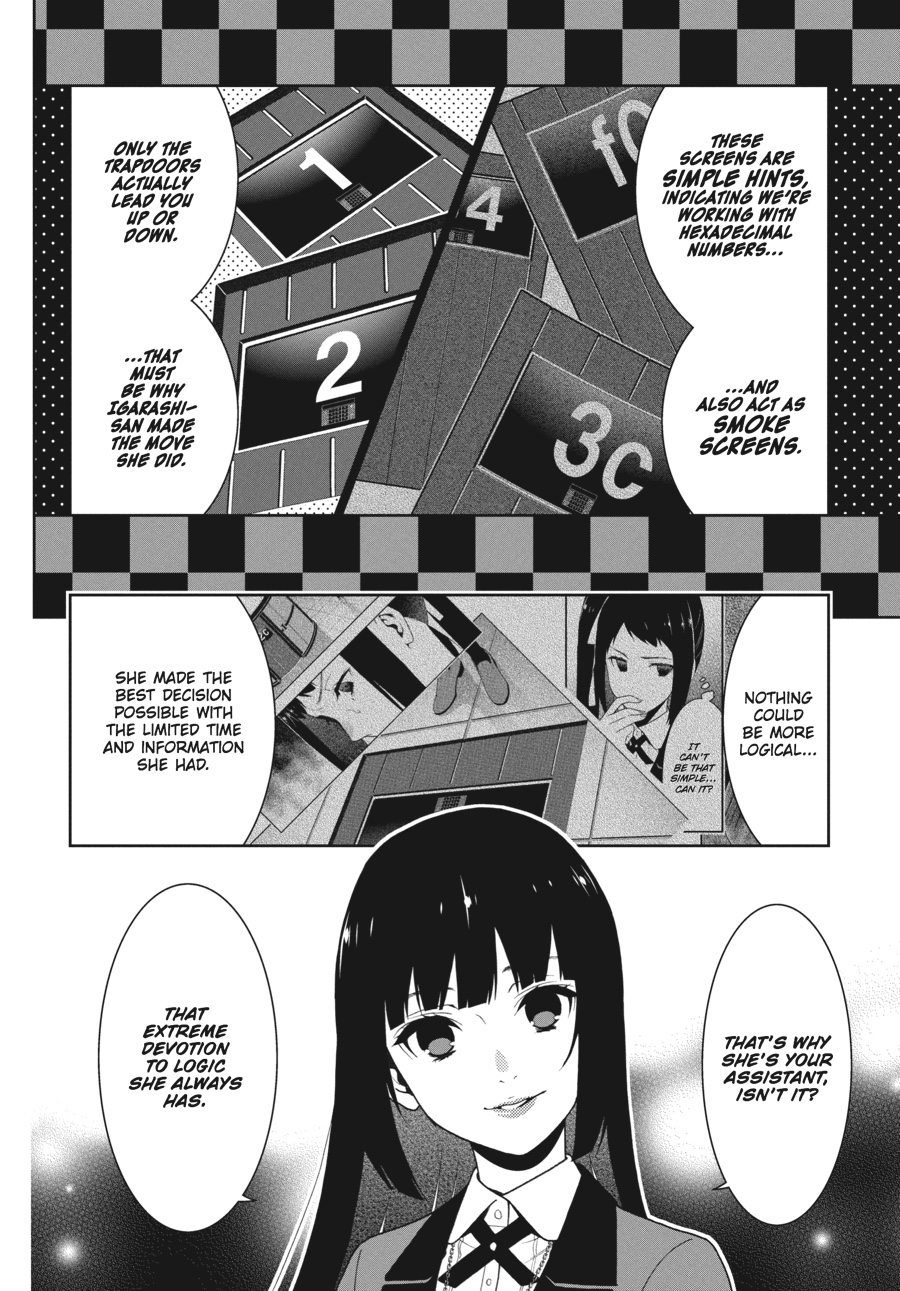 THESE
SCREENS ARE
SIMPLE HINTS,
INDICATING WE'RE
WORKING WITH
HEXADECIMAL
NUMBERS...
...AND
ALSO ACT AS
SMOKE
SCREENS.
f0
4
3c
ONLY THE
TRAPDOORS
ACTUALLY
LEAD YOU
UP OR
DOWN.
...THAT
MUST
BE WHY
IGARASHI-
SAN MADE
THE MOVE
SHE DID.
1
2
NOTHING
COULD
BE MORE
LOGICAL...
IT
CAN'T
BE THAT
SIMPLE...
CAN IT?
SHE MADE THE
BEST DECISION
POSSIBLE WITH
THE LIMITED TIME
AND INFORMATION
SHE HAD.
THAT'S WHY
SHE'S YOUR
ASSISTANT,
ISN'T IT?
THAT
EXTREME
DEVOTION
TO LOGIC
SHE ALWAYS
HAS.